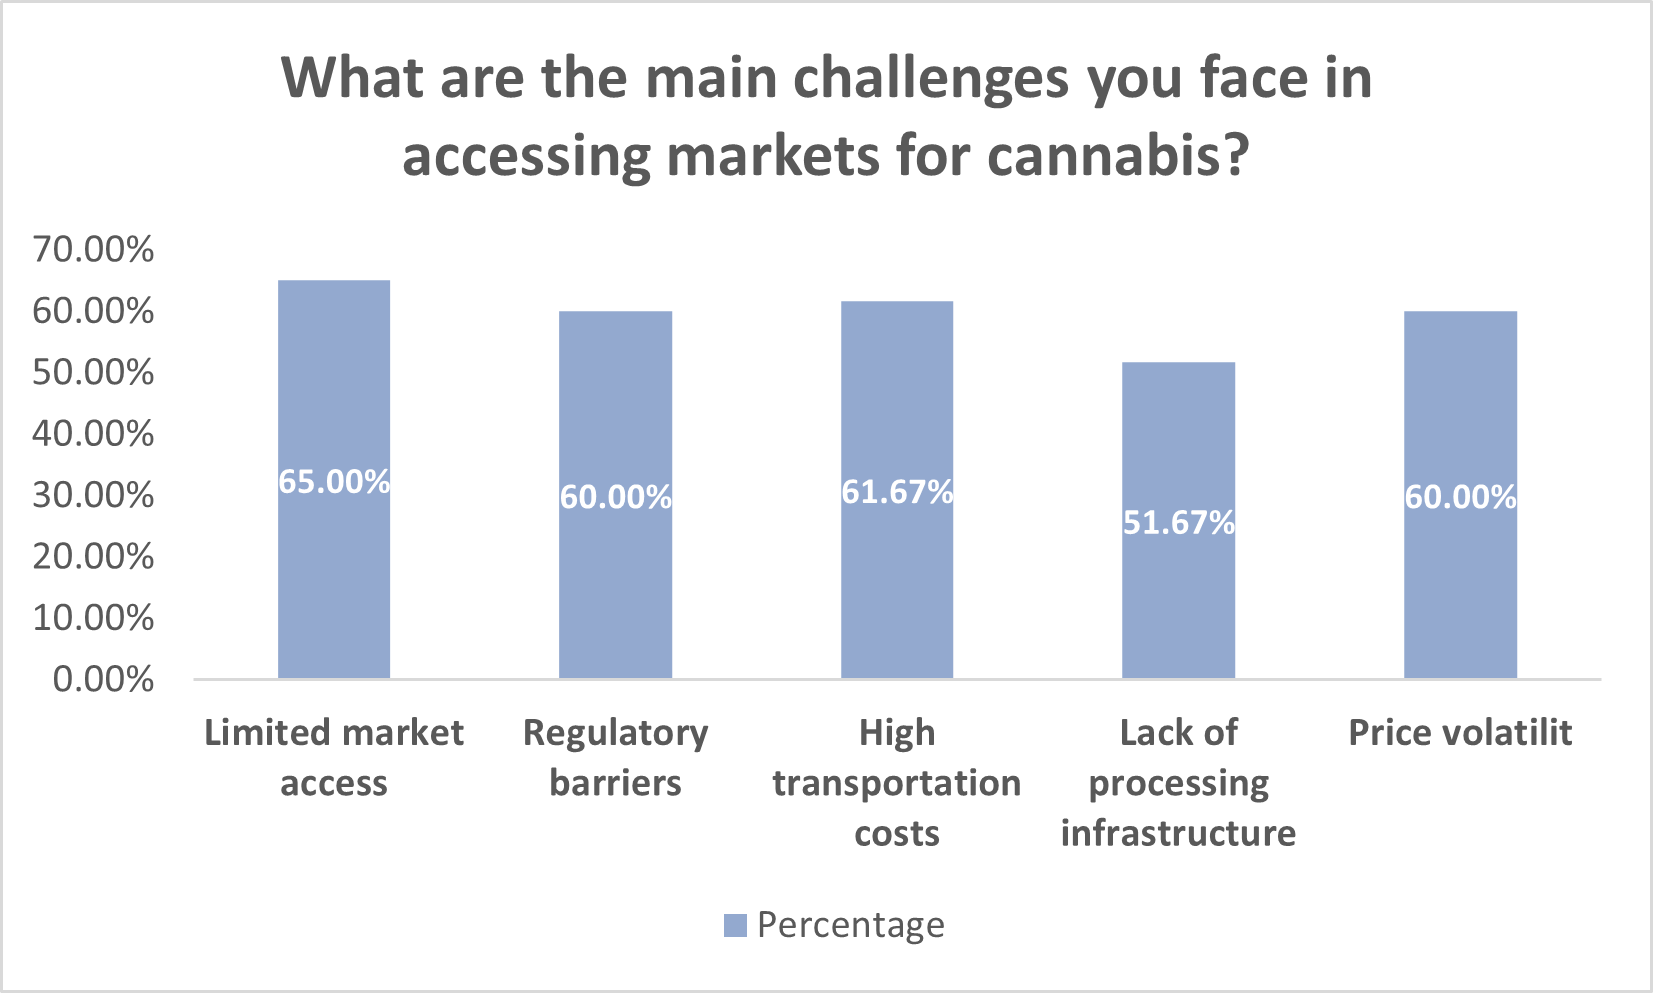 What are the main challenges you face in
accessing markets for cannabis?
70.00%
60.00%
50.00%
40.00%
30.00%
20.00%
10.00%
0.00%
65.00%
60.00%
61.67%
51.67%
60.00%
Limited market
access
Regulatory
barriers
High
transportation
costs
Lack of
processing
infrastructure
Price volatilit
Percentage